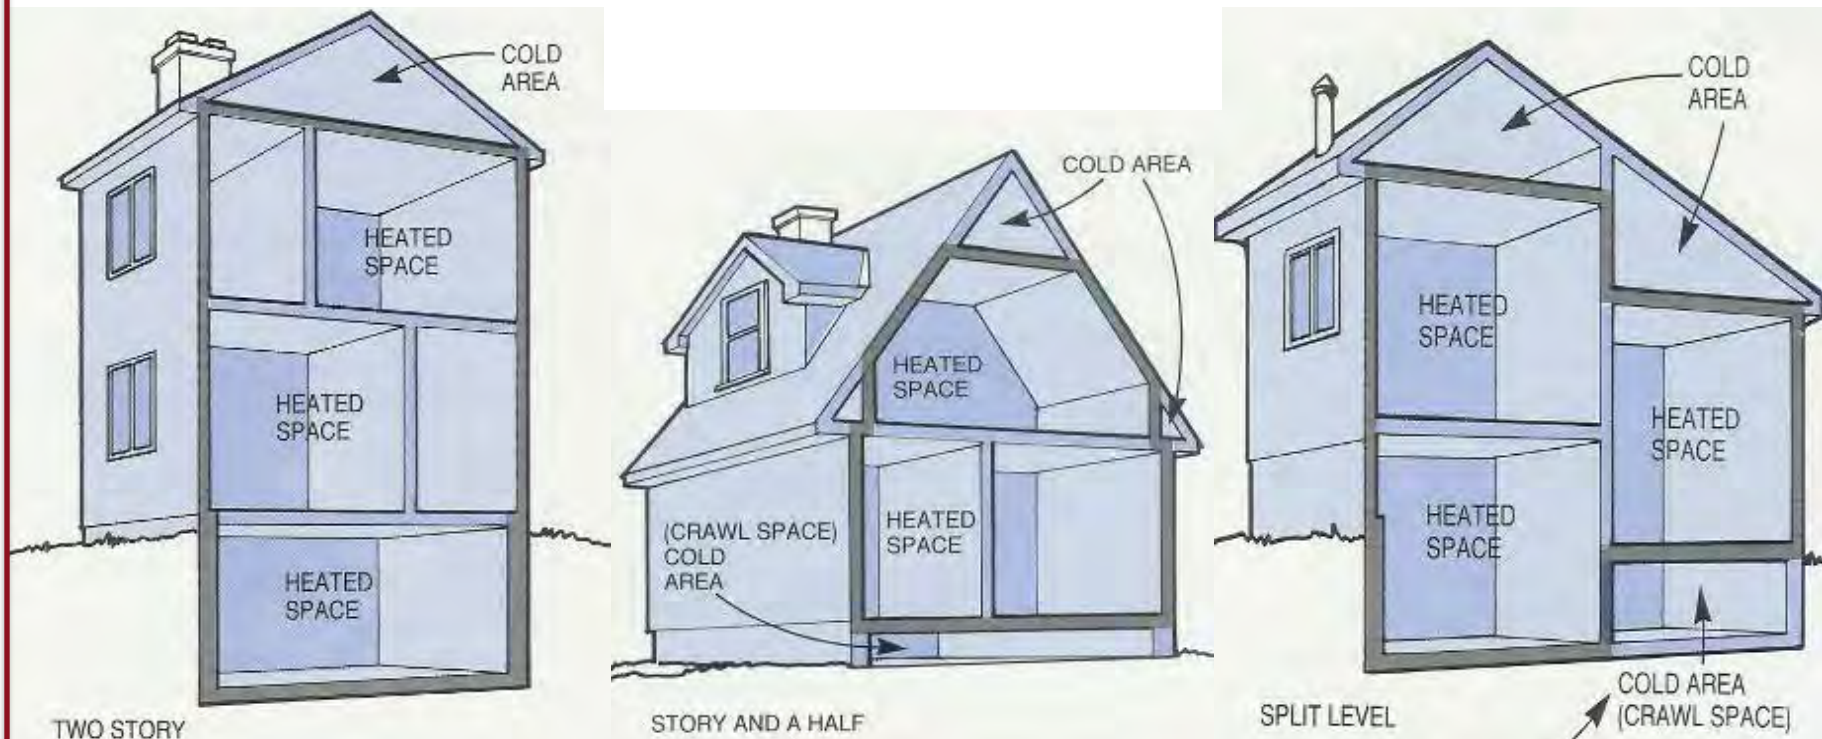 COLD
AREA
HEATED
SPACE
HEATED
SPACE
HEATED
SPACE
TWO STORY
COLD AREA
HEATED
SPACE
HEATED
SPACE
(CRAWL SPACE)
COLD
AREA
STORY AND A HALF
COLD
AREA
HEATED
SPACE
HEATED
SPACE
HEATED
SPACE
COLD AREA
(CRAWL SPACE)
SPLIT LEVEL